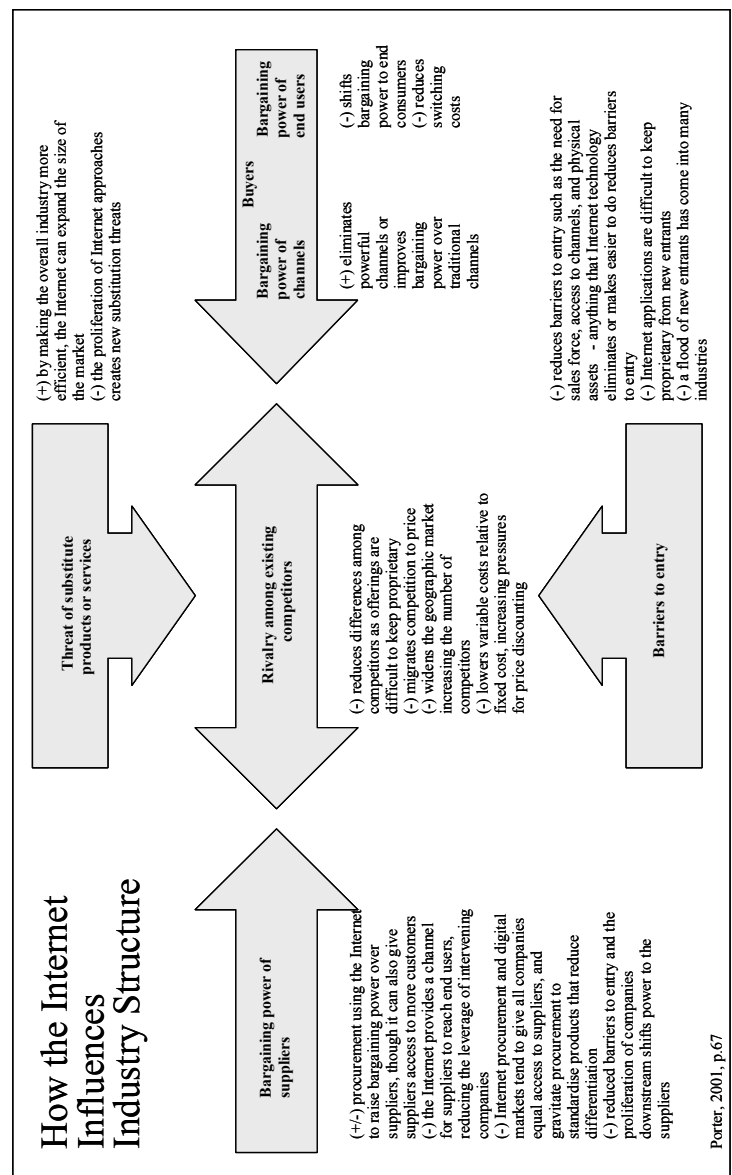 How the Internet
Influences
Industry Structure
Threat of substitute
products or services
(+) by making the overall industry more
efficient, the Internet can expand the size of
the market
(-) the proliferation of Internet approaches
creates new substitution threats
Bargaining power of
suppliers
(+/-) procurement using the Internet
to raise bargaining power over
suppliers, though it can also give
suppliers access to more customers
(-) the Internet provides a channel
for suppliers to reach end users,
reducing the leverage of intervening
companies
(-) Internet procurement and digital
markets tend to give all companies
equal access to suppliers, and
gravitate procurement to
standardise products that reduce
differentiation
(-) reduced barriers to entry and the
proliferation of companies
downstream shifts power to the
suppliers
Rivalry among existing
competitors
(-) reduces differences among
competitors as offerings are
difficult to keep proprietary
(-) migrates competition to price
(-) widens the geographic market
increasing the number of
competitors
(-) lowers variable costs relative to
fixed cost, increasing pressures
for price discounting
Buyers
Bargaining
power of
channels
(+) eliminates
powerful
channels or
improves
bargaining
power over
traditional
channels
Bargaining
power of
end users
(-) shifts
bargaining
power to end
consumers
(-) reduces
switching
costs
Barriers to entry
(-) reduces barriers to entry such as the need for
sales force, access to channels, and physical
assets - anything that Internet technology
eliminates or makes easier to do reduces barriers
to entry
(-) Internet applications are difficult to keep
proprietary from new entrants
(-) a flood of new entrants has come into many
industries
Porter, 2001, p.67